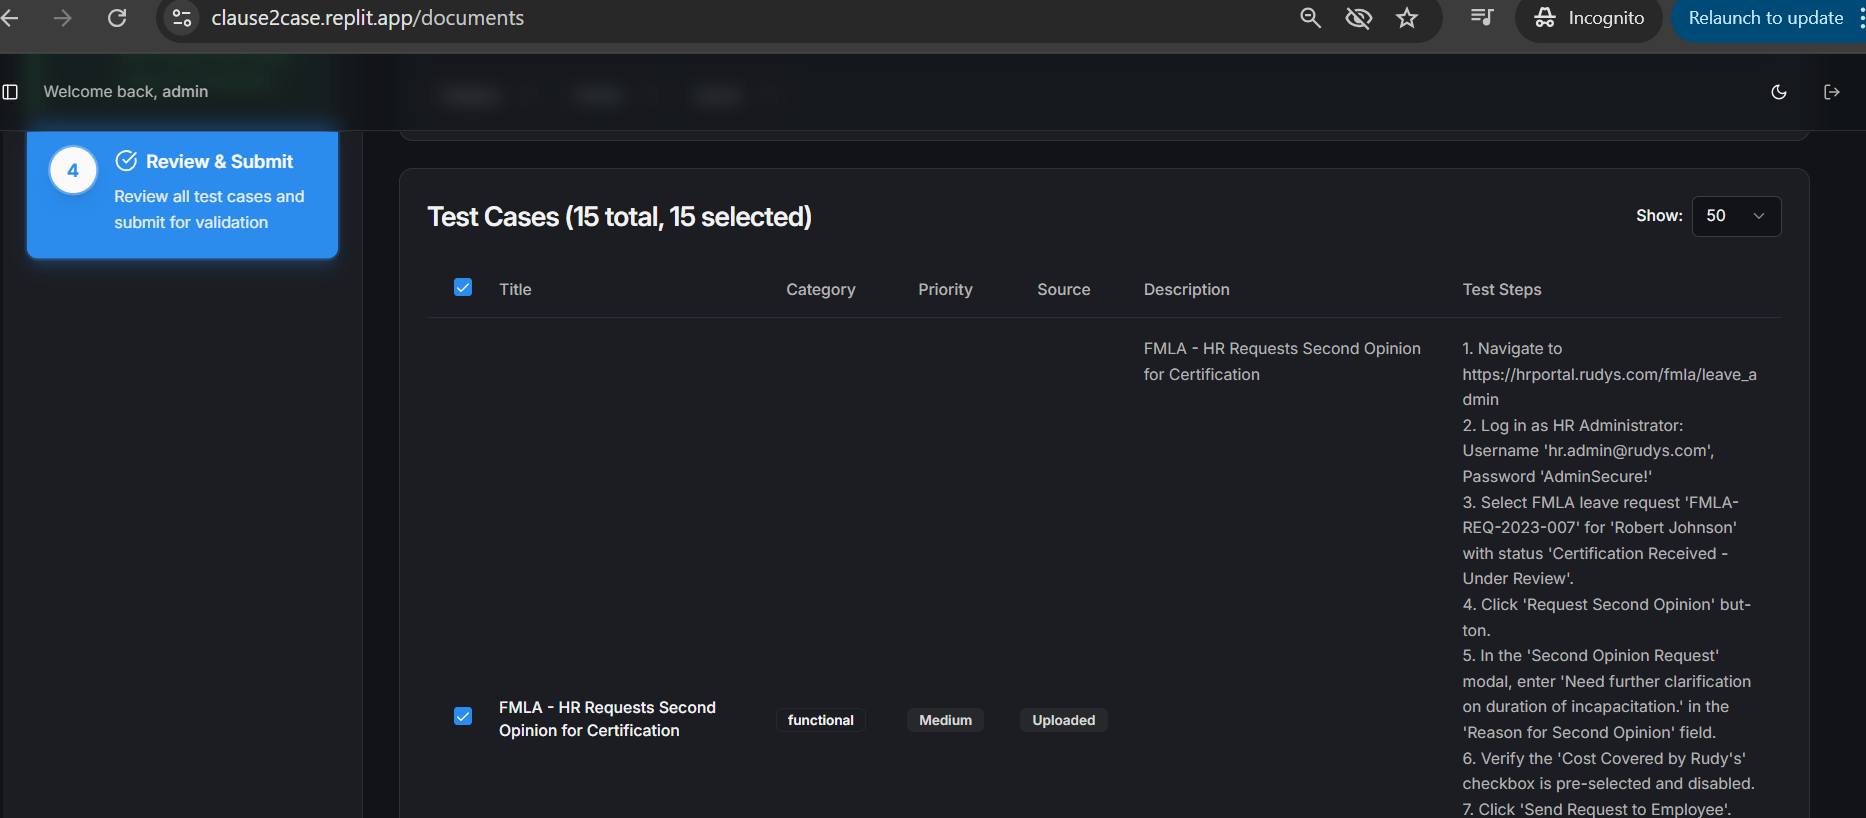 clause2case.replit.app/documents
Incognito
Relaunch to update
Welcome back, admin
4
Review & Submit
Review all test cases and
submit for validation
Test Cases (15 total, 15 selected)
Show:
50
Title
Category
Priority
Source
Description
Test Steps
FMLA - HR Requests Second
Opinion for Certification
functional
Medium
Uploaded
FMLA - HR Requests Second Opinion
for Certification
1. Navigate to
https://hrportal.rudys.com/fmla/leave_a
dmin
2. Log in as HR Administrator:
Username 'hr.admin@rudys.com',
Password 'AdminSecure!'
3. Select FMLA leave request 'FMLA-
REQ-2023-007' for 'Robert Johnson'
with status 'Certification Received -
Under Review'.
4. Click 'Request Second Opinion' but-
ton.
5. In the 'Second Opinion Request'
modal, enter 'Need further clarification
on duration of incapacitation.' in the
'Reason for Second Opinion' field.
6. Verify the 'Cost Covered by Rudy's'
checkbox is pre-selected and disabled.
7. Click 'Send Request to Employee'.